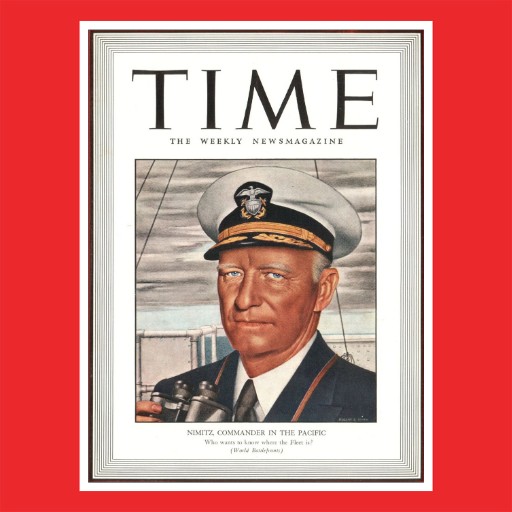 TIME
THE WEEKLY NEWSMAGAZINE
NIMITZ, COMMANDER IN THE PACIFIC
Who wants to know where the Fleet is?
(World Battlefronts)